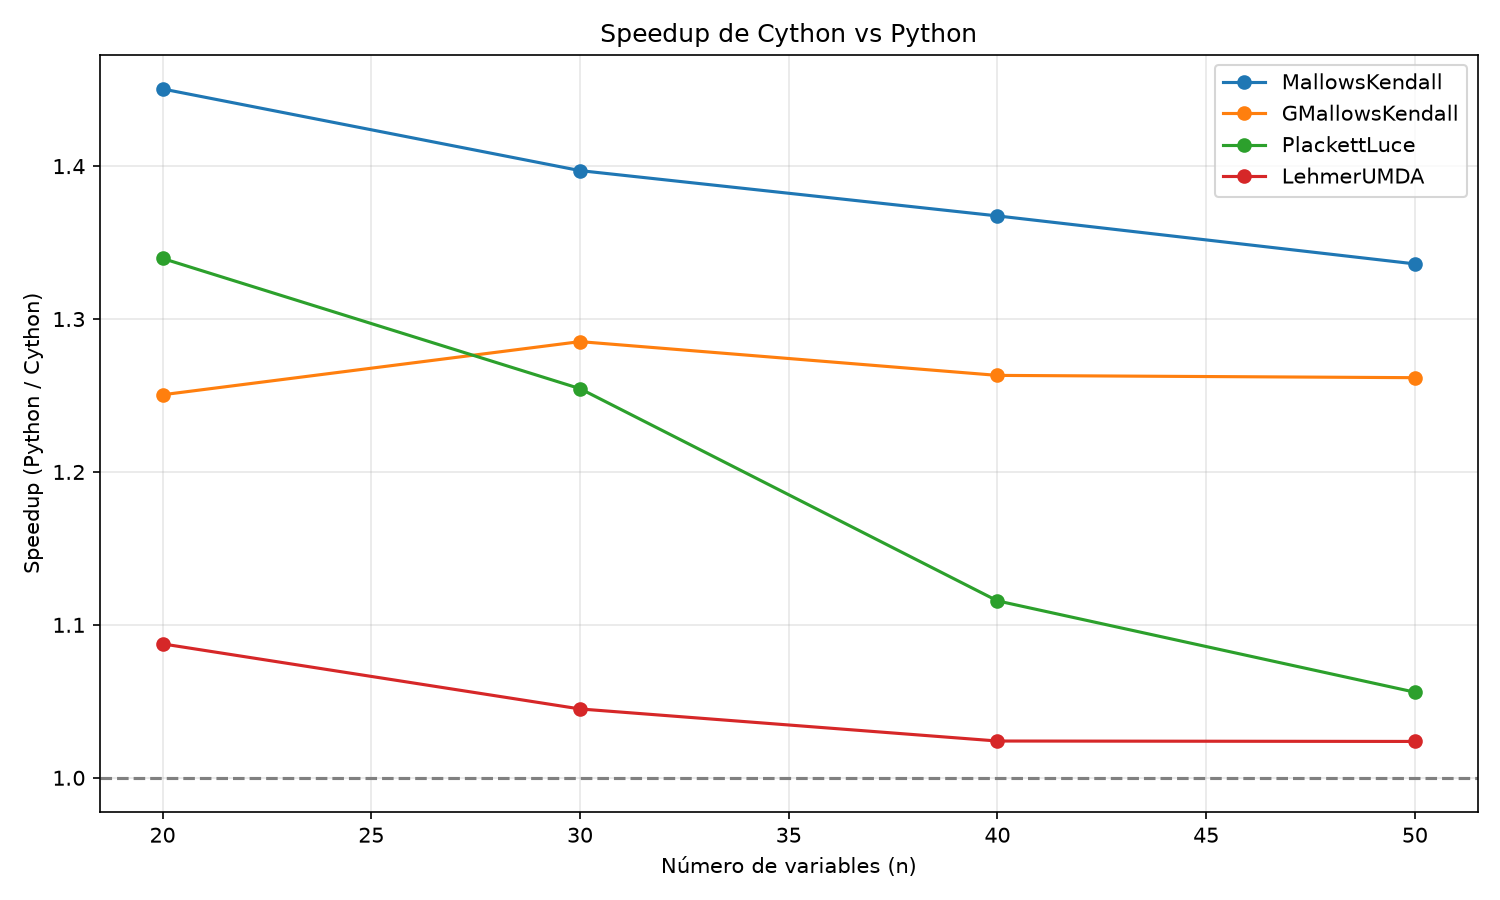 Speedup de Cython vs Python
MallowsKendall
GMallowsKendall
PlackettLuce
LehmerUMDA
Speedup (Python / Cython)
1.4
1.3
1.2
1.1
1.0
20 25 30 35 40 45 50
Número de variables (n)